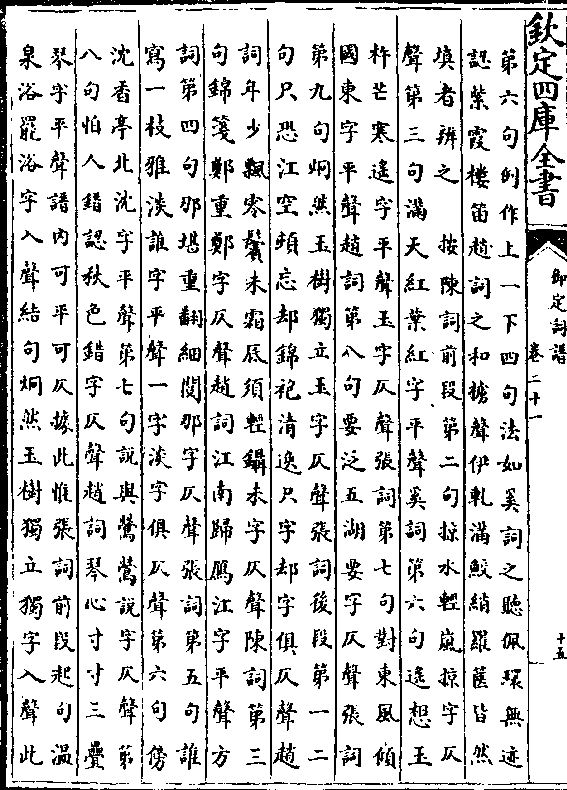 欽定四庫全書
御定詞譜
卷二十一
十五
第六句例作上一下四句法如奚詞之聽佩環無迹
認紫霞樓笛趙詞之和艣聲伊軋滿鮫綃羅篋皆然
填者辨之　按陳詞前段第二句掠水輕嵐掠字仄
聲第三句滿天紅葉紅字平聲奚詞第六句遙想玉
杵芒寒遙字平聲玉字仄聲張詞第七句對東風傾
國東字平聲趙詞第八句要泛五湖要字仄聲張詞
第九句炯然玉樹獨立玉字仄聲張詞後段第一二
句只恐江空頻忘却錦袍清逸只字却字俱仄聲趙
詞年少飄零鬢未霜底須輕鑷未字仄聲陳詞第三
句錦箋鄭重鄭字仄聲趙詞江南歸鴈江字平聲方
詞第四句那堪重翻細閱那字仄聲張詞第五句誰
寫一枝雅淡誰字平聲一字淡字俱仄聲第六句傍
沈香亭北沈字平聲第七句說與鶯鶯說字仄聲第
八句怕人錯認秋色錯字仄聲趙詞琴心寸寸三疊
琴字平聲譜內可平可仄據此惟張詞前段起句溫
泉浴罷浴字入聲結句炯然玉樹獨立獨字入聲此